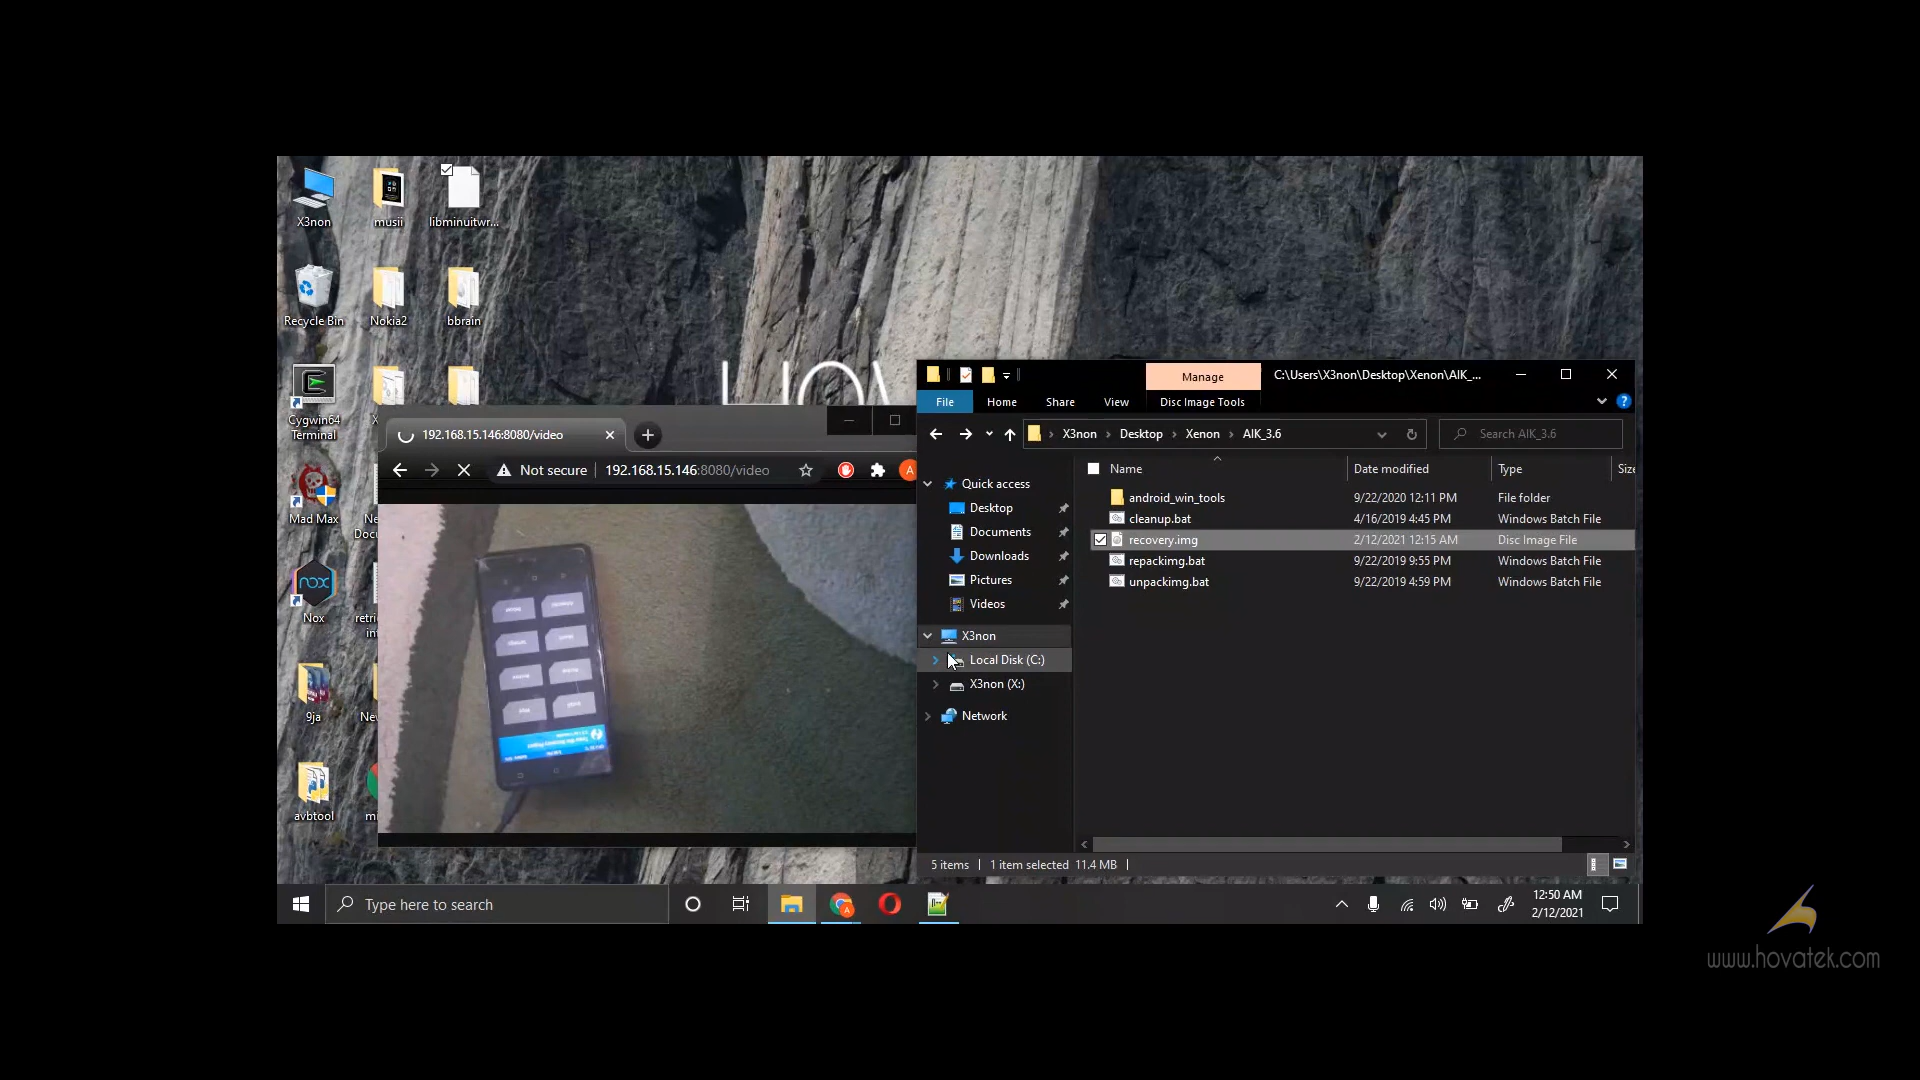 X3non
musii
libminuitwr...
Recycle Bin
Nokia2
bbrain
Cygwin64
Terminal
Mad Max
Nox
9ja
avbtool
192.168.15.146:8080/video
Not secure
192.168.15.146:8080/video
A
Manage
C:\Users\X3non\Desktop\Xenon\AIK_...
File
Home
Share
View
Disc Image Tools
X3non
Desktop
Xenon
AIK_3.6
Search AIK_3.6
Name
Date modified
Type
Size
android_win_tools
9/22/2020 12:11 PM
File folder
cleanup.bat
4/16/2019 4:45 PM
Windows Batch File
recovery.img
2/12/2021 12:15 AM
Disc Image File
repackimg.bat
9/22/2019 9:55 PM
Windows Batch File
unpackimg.bat
9/22/2019 4:59 PM
Windows Batch File
Quick access
Desktop
Documents
Downloads
Pictures
Videos
X3non
Local Disk (C:)
X3non (X:)
Network
5 items
1 item selected 11.4 MB
Type here to search
12:50 AM
2/12/2021
www.hovatek.com